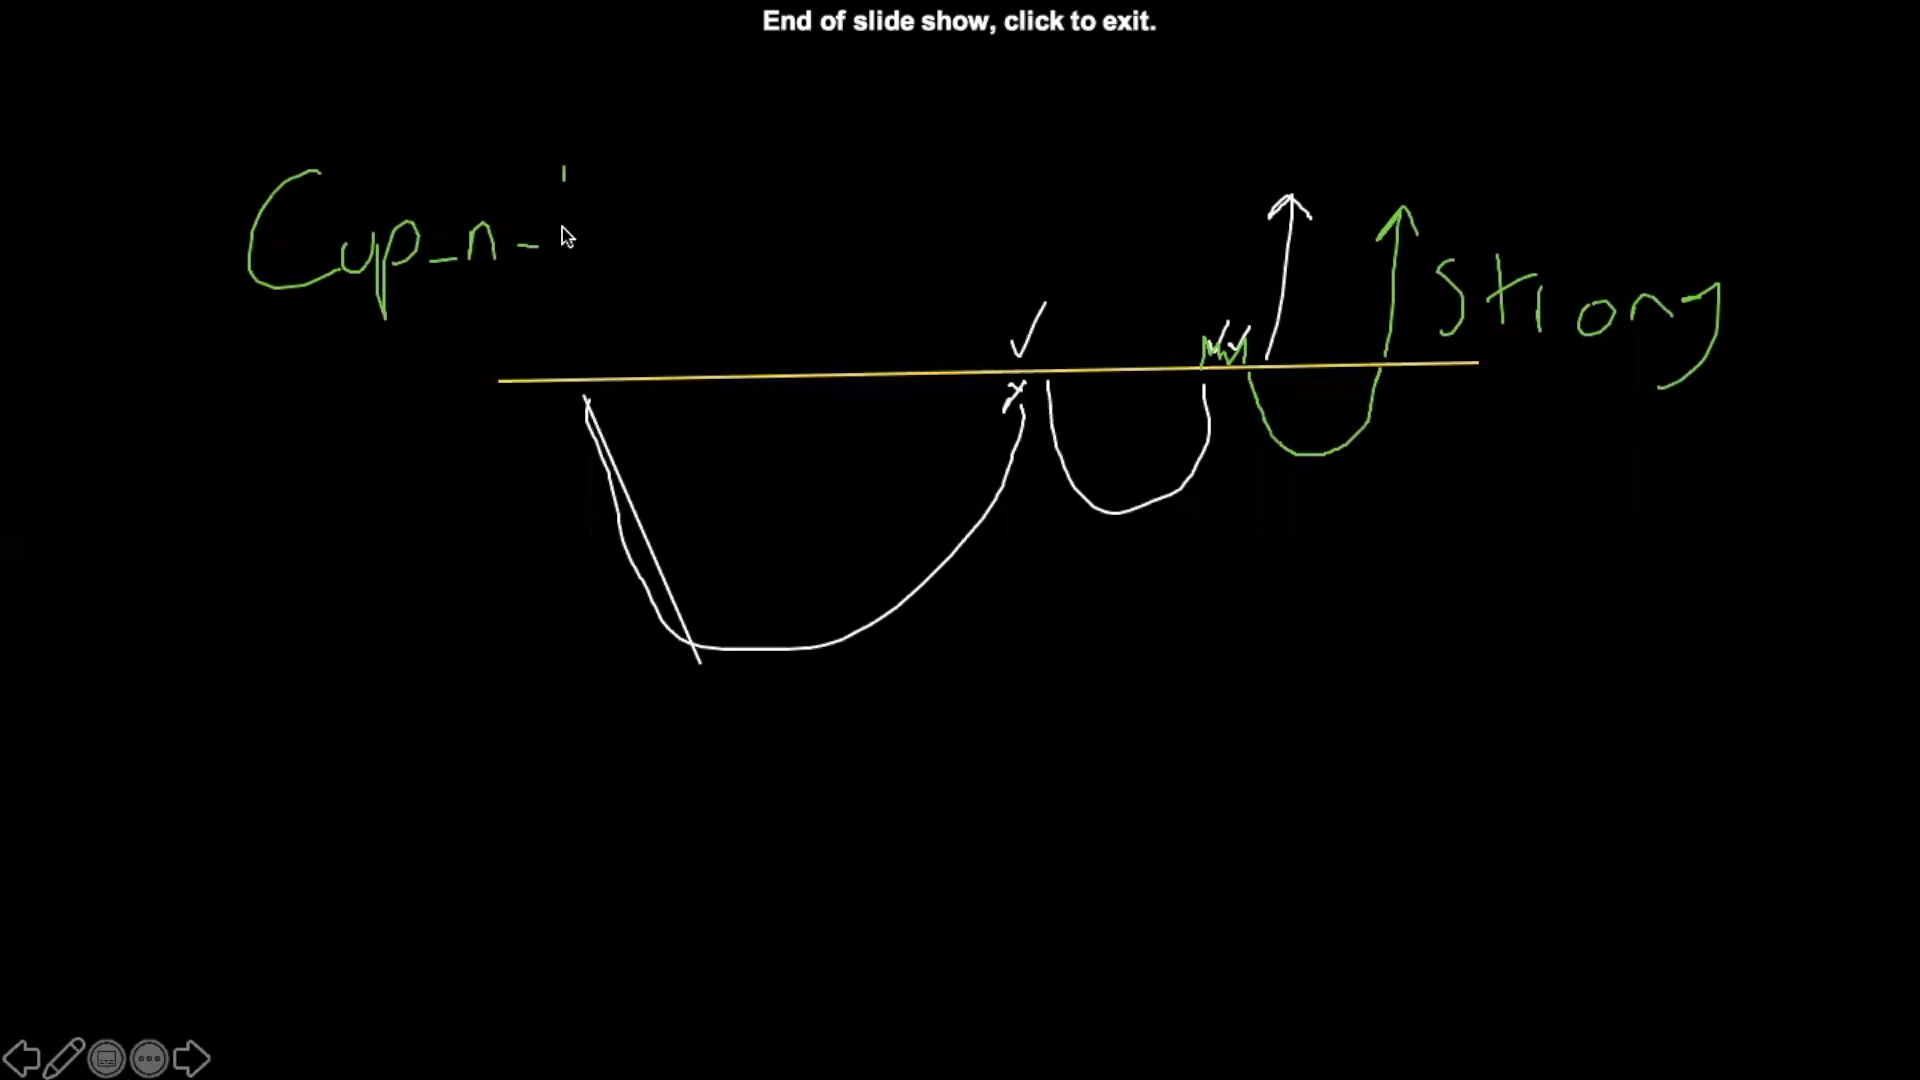 End of slide show, click to exit.
Cup-n-
Strong